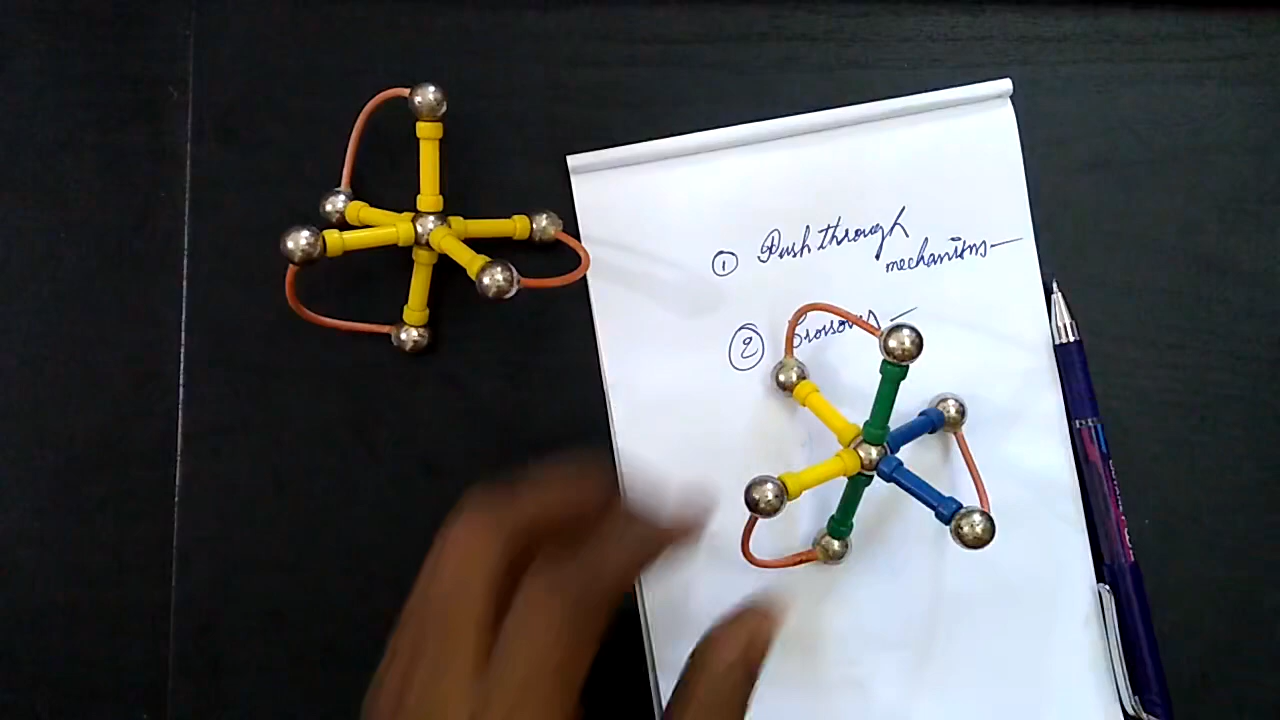 ① Push through
mechanisms —
②